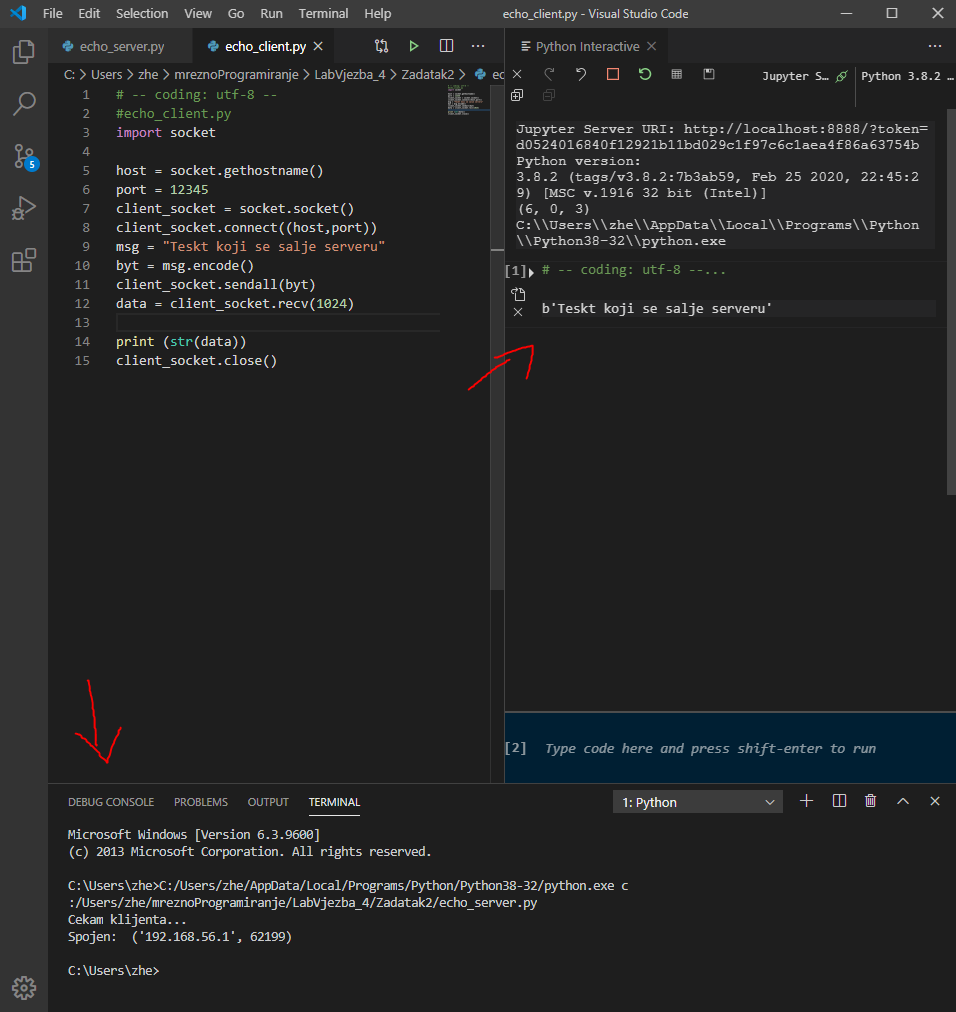 File Edit Selection View Go Run Terminal Help echo_client.py - Visual Studio Code
echo_server.py echo_client.py
C: > Users > zhe > mreznoProgramiranje > LabVjezba_4 > Zadatak2 > ec
1 # -- coding: utf-8 --
2 #echo_client.py
3 import socket
4
5 host = socket.gethostname()
6 port = 12345
7 client_socket = socket.socket()
8 client_socket.connect((host,port))
9 msg = "Teskt koji se salje serveru"
10 byt = msg.encode()
11 client_socket.sendall(byt)
12 data = client_socket.recv(1024)
13
14 print (str(data))
15 client_socket.close()
5
Python Interactive
Jupyter S… Python 3.8.2 …
Jupyter Server URI: http://localhost:8888/?token=
d0524016840f12921b11bd029c1f97c6c1aea4f86a63754b
Python version:
3.8.2 (tags/v3.8.2:7b3ab59, Feb 25 2020, 22:45:2
9) [MSC v.1916 32 bit (Intel)]
(6, 0, 3)
C:\\Users\\zhe\\AppData\\Local\\Programs\\Python
\\Python38-32\\python.exe
[1] # -- coding: utf-8 --...
b'Teskt koji se salje serveru'
[2] Type code here and press shift-enter to run
DEBUG CONSOLE PROBLEMS OUTPUT TERMINAL 1: Python
Microsoft Windows [Version 6.3.9600]
(c) 2013 Microsoft Corporation. All rights reserved.
C:\Users\zhe>C:/Users/zhe/AppData/Local/Programs/Python/Python38-32/python.exe c
:/Users/zhe/mreznoProgramiranje/LabVjezba_4/Zadatak2/echo_server.py
Cekam klijenta...
Spojen:  ('192.168.56.1', 62199)
C:\Users\zhe>